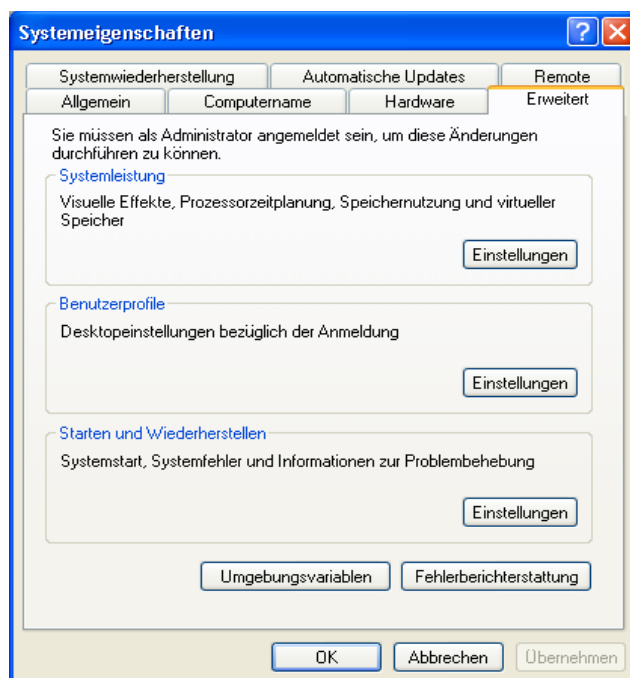 Systemeigenschaften
Systemwiederherstellung Automatische Updates Remote
Allgemein Computername Hardware Erweitert
Sie müssen als Administrator angemeldet sein, um diese Änderungen
durchführen zu können.
Systemleistung
Visuelle Effekte, Prozessorzeitplanung, Speichernutzung und virtueller
Speicher
Einstellungen
Benutzerprofile
Desktopeinstellungen bezüglich der Anmeldung
Einstellungen
Starten und Wiederherstellen
Systemstart, Systemfehler und Informationen zur Problembehebung
Einstellungen
Umgebungsvariablen Fehlerberichterstattung
OK Abbrechen Übernehmen